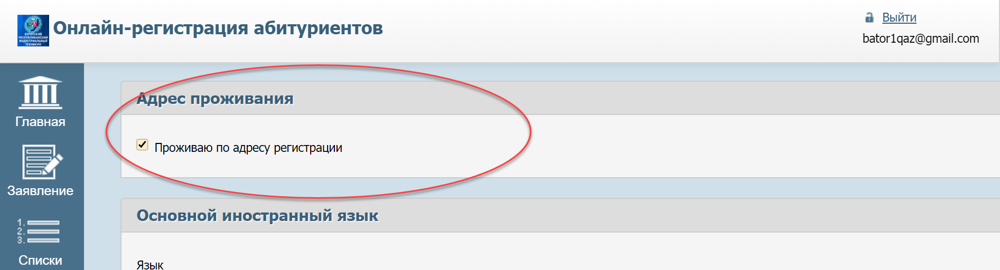 БРИТ
БУРЯТСКИЙ
РЕСПУБЛИКАНСКИЙ
ИНДУСТРИАЛЬНЫЙ
ТЕХНИКУМ
Онлайн-регистрация абитуриентов
Выйти
bator1qaz@gmail.com
Главная
Заявление
1.
2.
3.
Списки
Адрес проживания
Проживаю по адресу регистрации
Основной иностранный язык
Язык